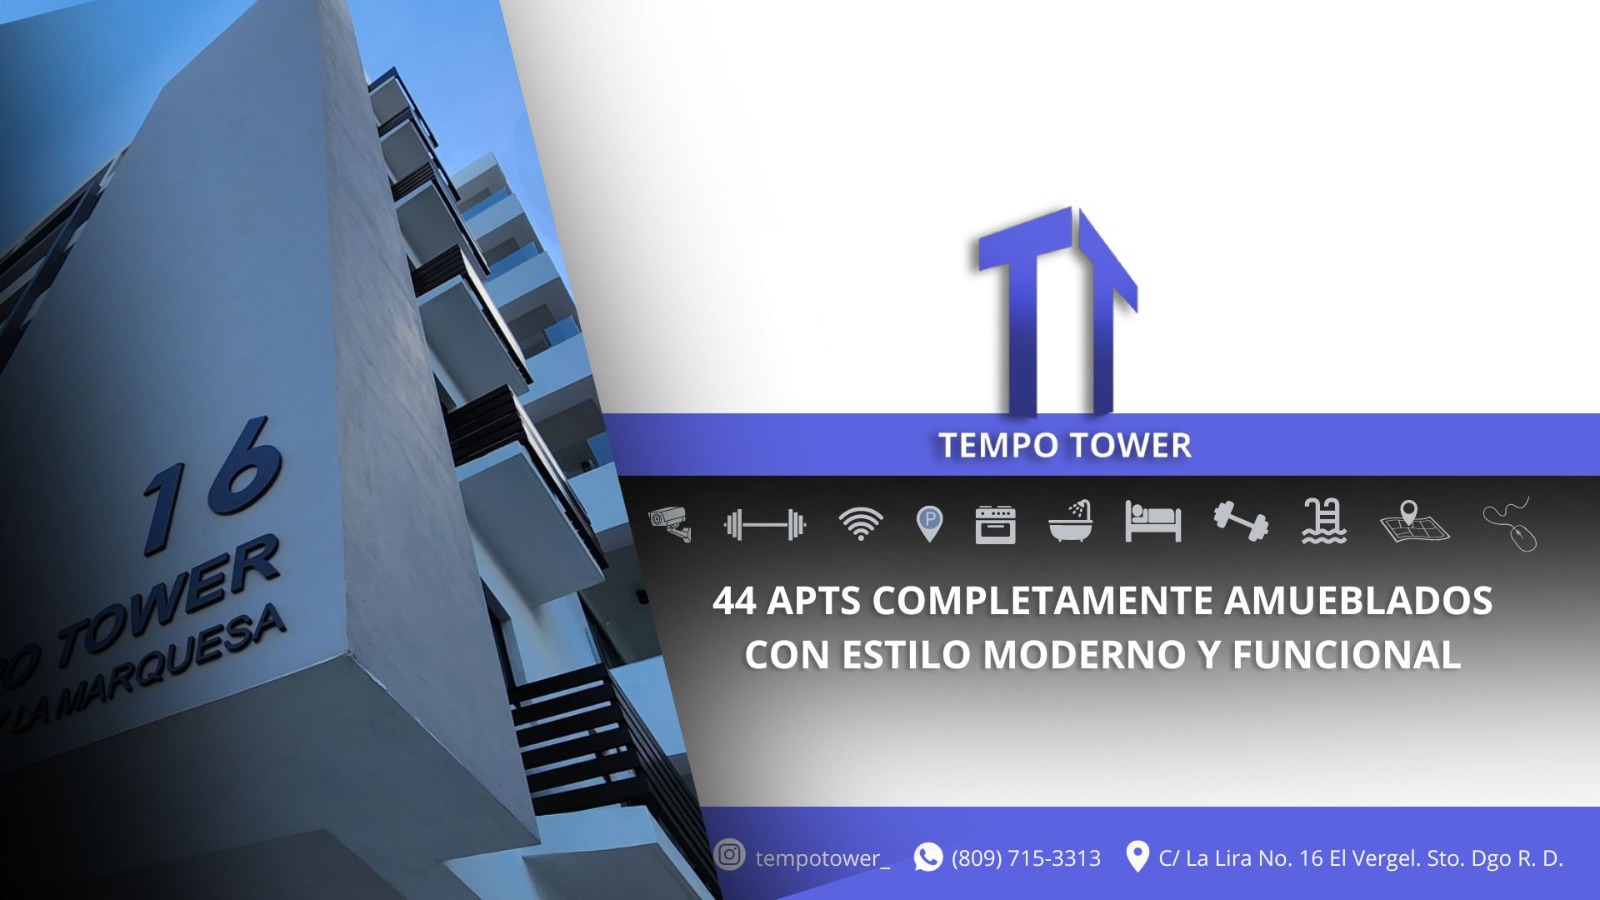 16
TOWER
LA MARQUESA
TEMPO TOWER
P
44 APTS COMPLETAMENTE AMUEBLADOS
CON ESTILO MODERNO Y FUNCIONAL
tempotower_ (809) 715-3313 C/ La Lira No. 16 El Vergel. Sto. Dgo R. D.